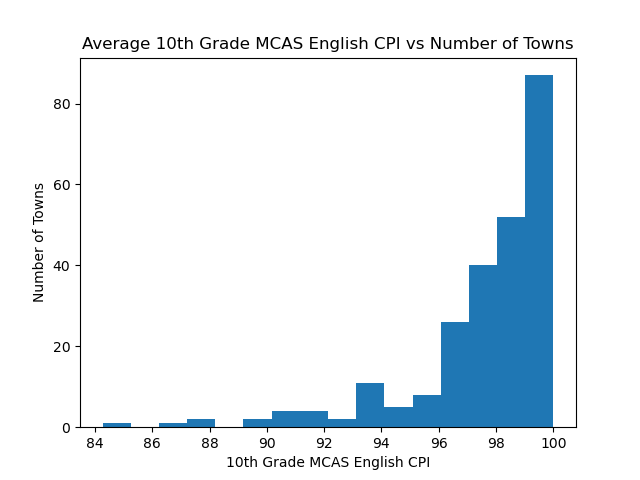 Average 10th Grade MCAS English CPI vs Number of Towns
80
60
40
20
0
Number of Towns
84 86 88 90 92 94 96 98 100
10th Grade MCAS English CPI